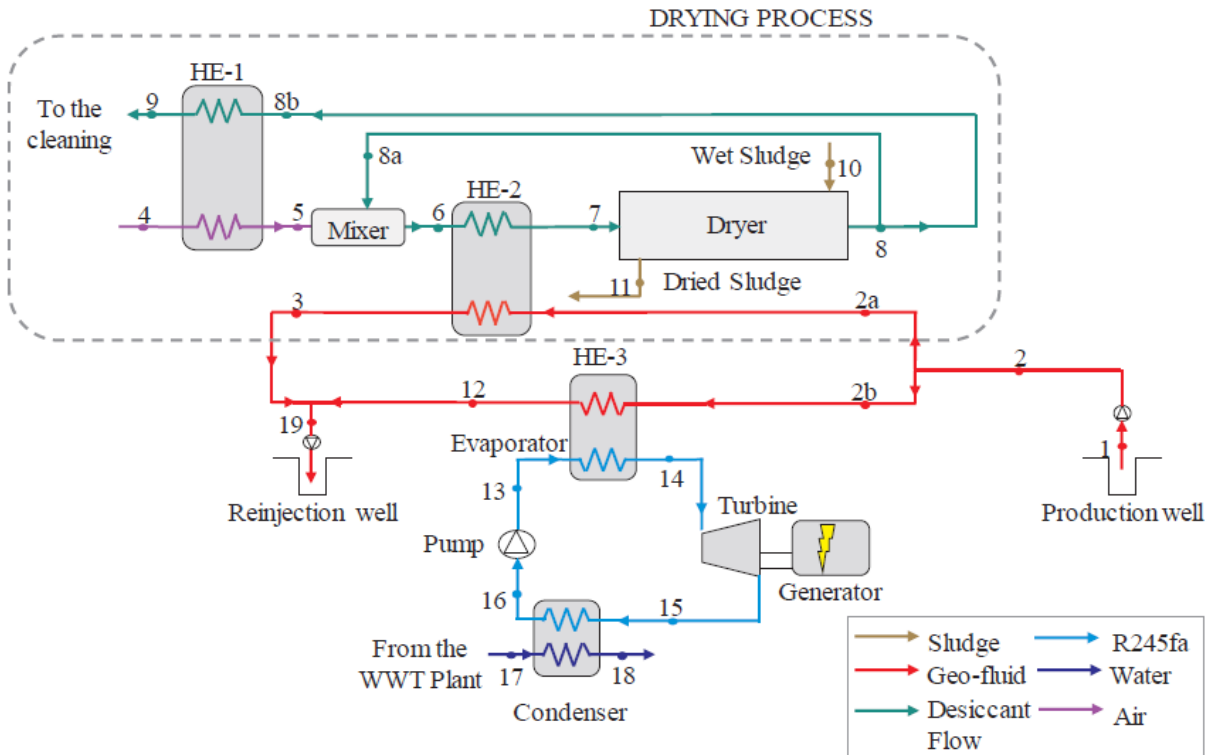 DRYING PROCESS
HE-1
To the
cleaning
9
8b
8a
Wet Sludge
10
HE-2
4
5
Mixer
6
7
Dryer
8
11
Dried Sludge
3
2a
HE-3
2
12
2b
19
Evaporator
1
13
14
Reinjection well
Turbine
Production well
Pump
Generator
16
15
From the
WWT Plant
17
18
Condenser
Sludge
R245fa
Geo-fluid
Water
Desiccant
Flow
Air